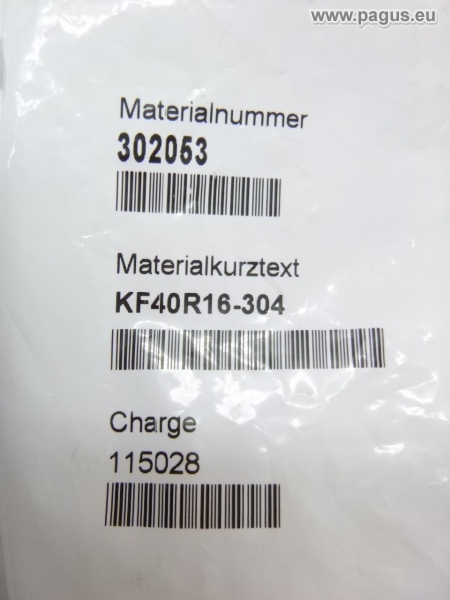 www.pagus.eu
Materialnummer
302053
Materialkurztext
KF40R16-304
Charge
115028